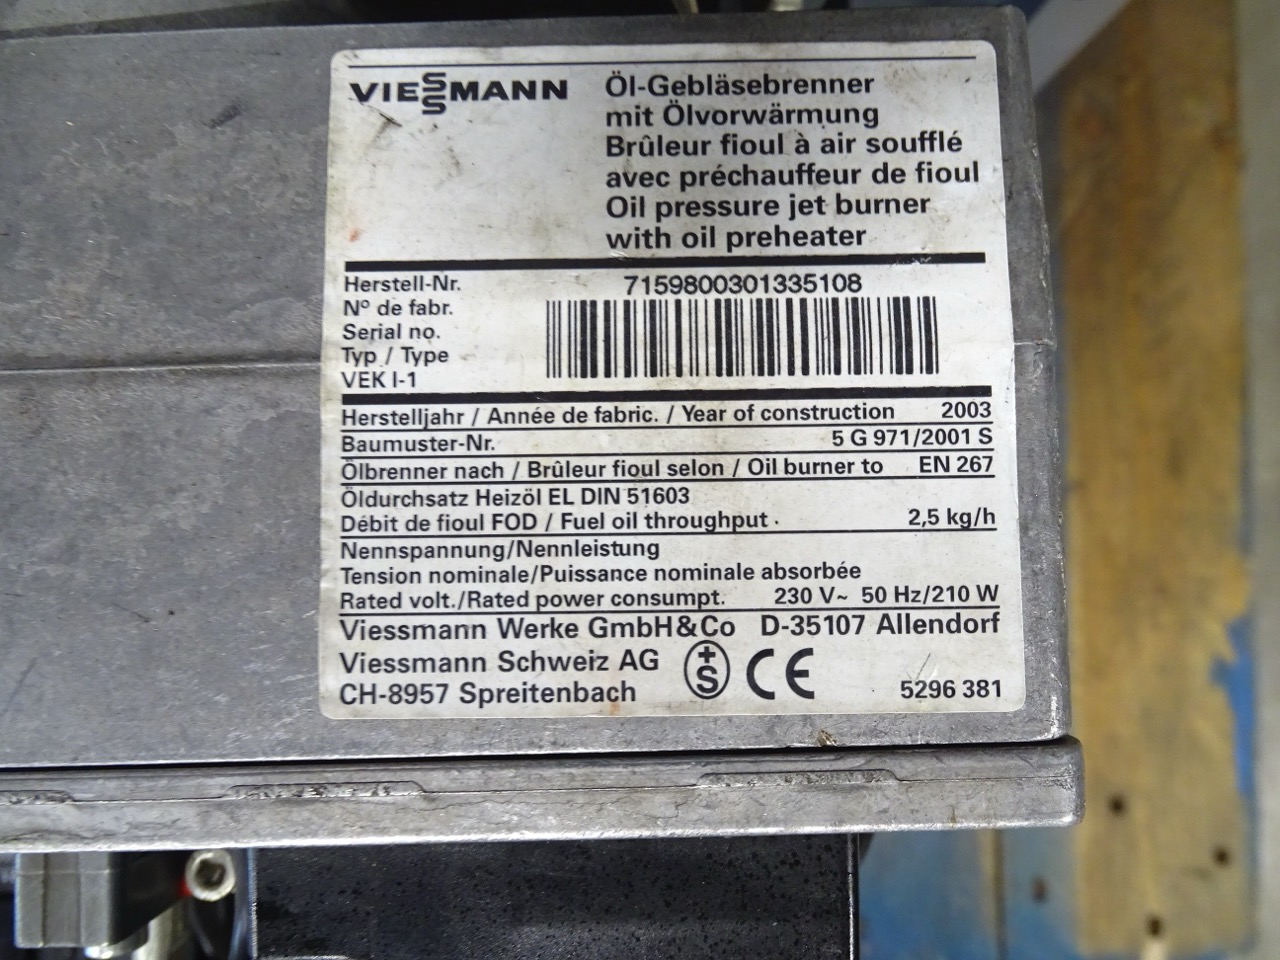 VIESSMANN
Öl-Gebläsebrenner
mit Ölvorwärmung
Brûleur fioul à air soufflé
avec préchauffeur de fioul
Oil pressure jet burner
with oil preheater
Herstell-Nr. 7159800301335108
Nº de fabr.
Serial no.
Typ / Type
VEK I-1
Herstelljahr / Année de fabric. / Year of construction 2003
Baumuster-Nr. 5 G 971/2001 S
Ölbrenner nach / Brûleur fioul selon / Oil burner to EN 267
Öldurchsatz Heizöl EL DIN 51603
Débit de fioul FOD / Fuel oil throughput 2,5 kg/h
Nennspannung/Nennleistung
Tension nominale/Puissance nominale absorbée
Rated volt./Rated power consumpt. 230 V~ 50 Hz/210 W
Viessmann Werke GmbH&Co D-35107 Allendorf
Viessmann Schweiz AG +S CE
CH-8957 Spreitenbach 5296 381